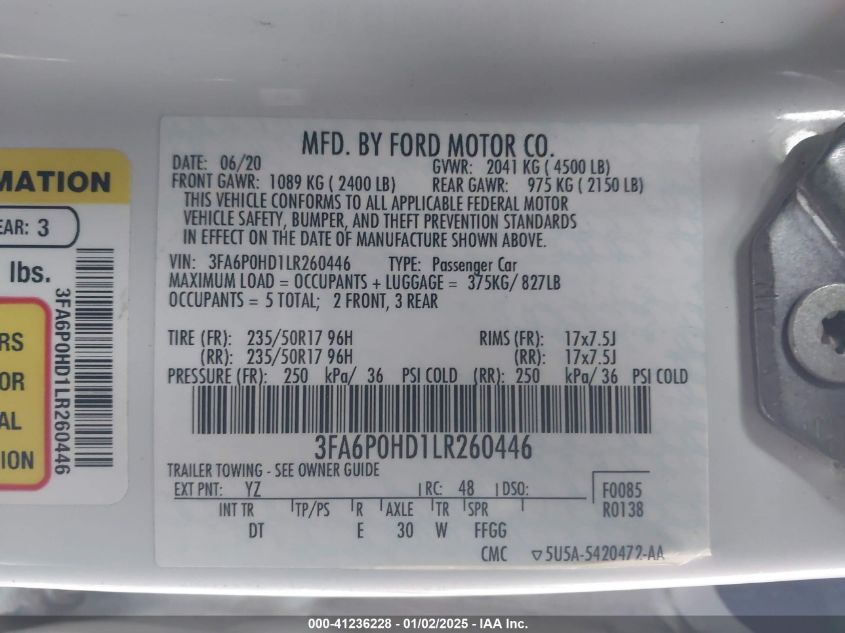 MFD. BY FORD MOTOR CO.
DATE: 06/20 GVWR: 2041 KG ( 4500 LB)
FRONT GAWR: 1089 KG ( 2400 LB) REAR GAWR: 975 KG ( 2150 LB)
THIS VEHICLE CONFORMS TO ALL APPLICABLE FEDERAL MOTOR
VEHICLE SAFETY, BUMPER, AND THEFT PREVENTION STANDARDS
IN EFFECT ON THE DATE OF MANUFACTURE SHOWN ABOVE.
VIN: 3FA6P0HD1LR260446 TYPE: Passenger Car
MAXIMUM LOAD = OCCUPANTS + LUGGAGE = 375KG/ 827LB
OCCUPANTS = 5 TOTAL; 2 FRONT, 3 REAR
TIRE (FR): 235/50R17 96H RIMS (FR): 17x7.5J
(RR): 235/50R17 96H (RR): 17x7.5J
PRESSURE (FR): 250 kPa/ 36 PSI COLD (RR): 250 kPa/ 36 PSI COLD
3FA6P0HD1LR260446
TRAILER TOWING - SEE OWNER GUIDE
EXT PNT: YZ RC: 48 DSO: F0085
INT TR TP/PS R AXLE TR SPR R0138
DT E 30 W FFGG
CMC ▽5U5A-5420472-AA
MATION
EAR: 3
lbs.
RS
OR
AL
ION
3FA6P0HD1LR260446
000-41236228 - 01/02/2025 - IAA Inc.